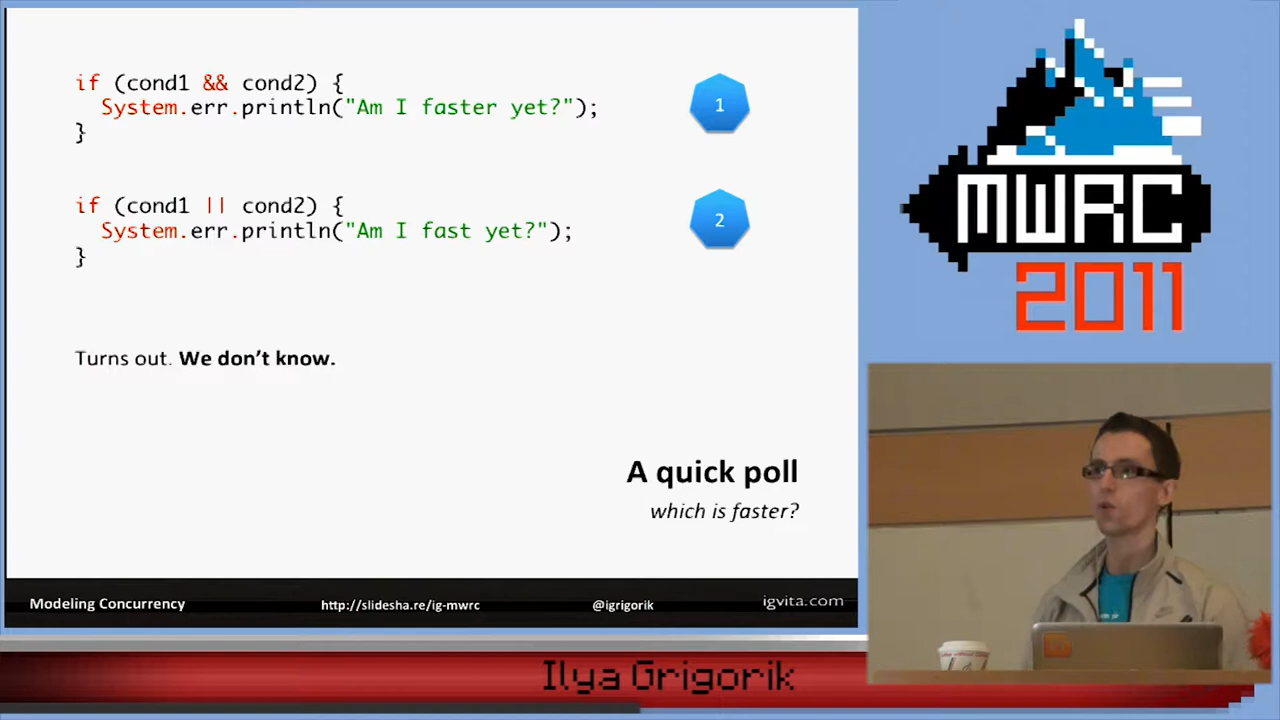 if (cond1 && cond2) {
System.err.println("Am I faster yet?");
}
1
if (cond1 || cond2) {
System.err.println("Am I fast yet?");
}
2
Turns out. We don't know.
A quick poll
which is faster?
Modeling Concurrency
http://slidesha.re/ig-mwrc
@igrigorik
igvita.com
MWRC
2011
Ilya Grigorik